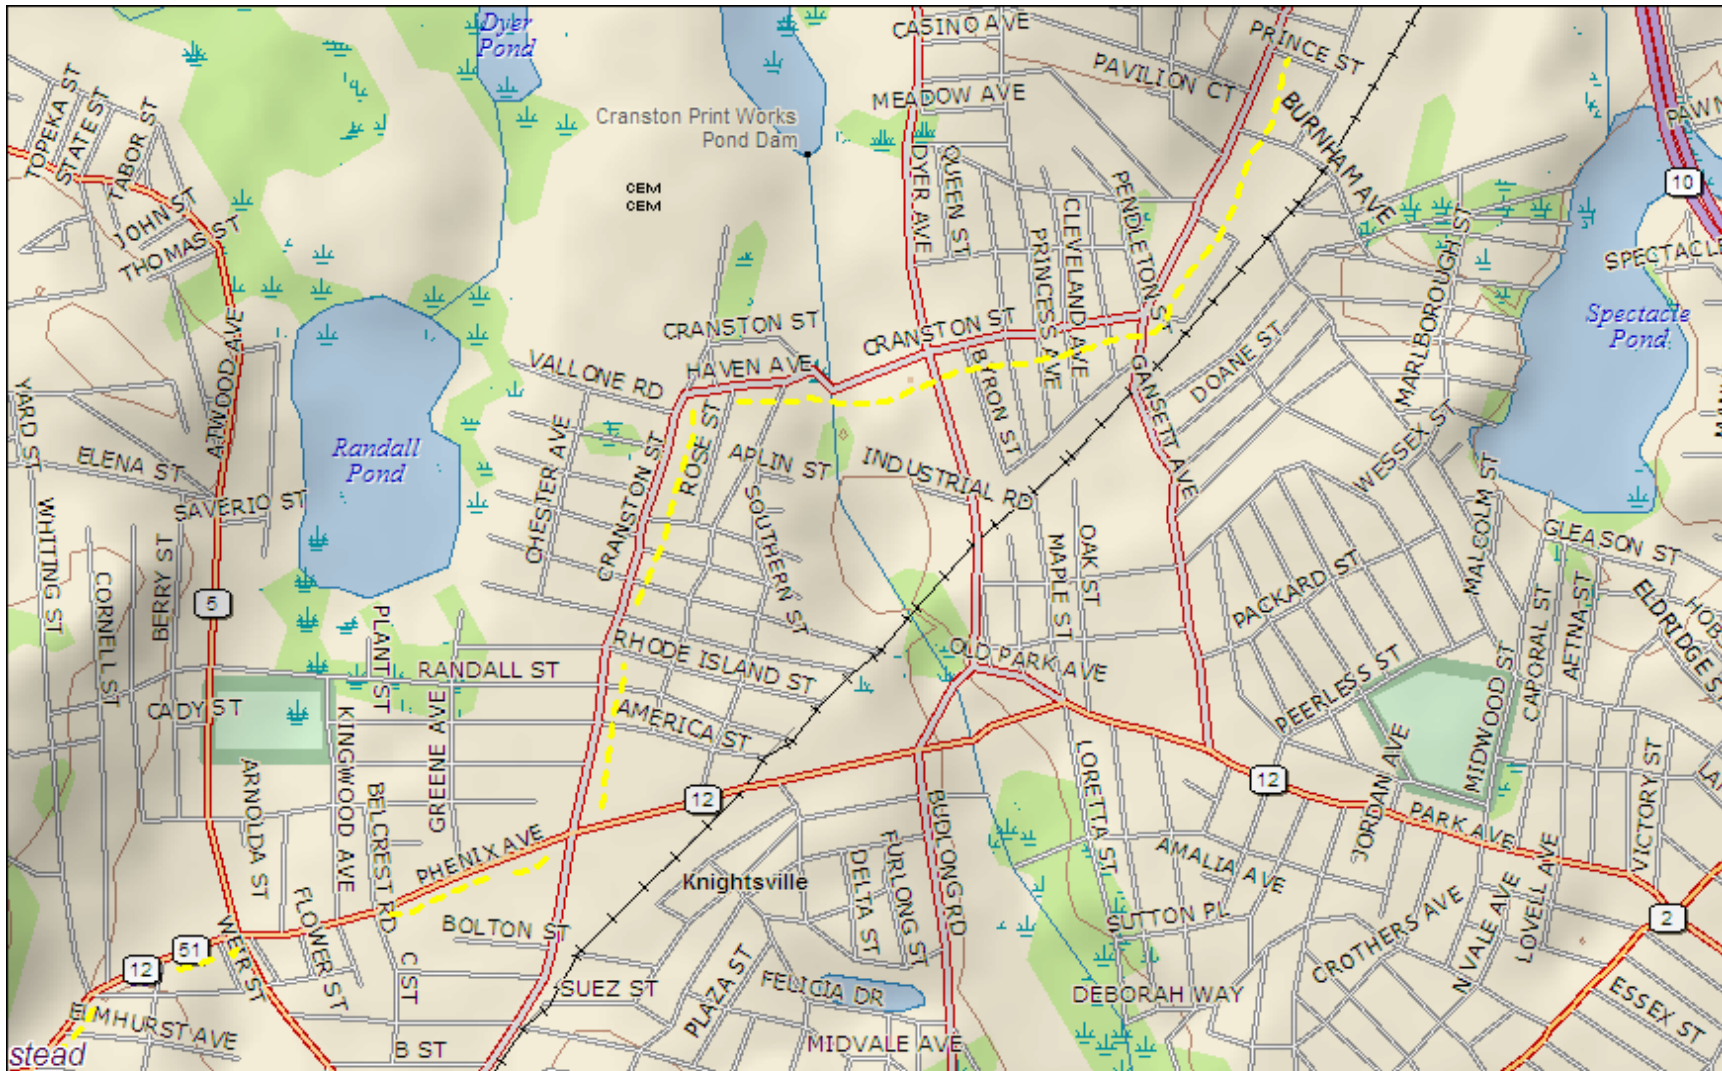 Dyer
Pond
CASINO AVE
PRINCE ST
PAVILION CT
MEADOW AVE
BURNHAM AVE
PAWN
TOPEKA ST
STATE ST
TABOR ST
JOHN ST
THOMAS ST
Cranston Print Works
Pond Dam
CEM
CEM
DYER AVE
QUEEN ST
PRINCESS AVE
CLEVELAND AVE
PENDLETON ST
MARLBOROUGH ST
10
SPECTACLE
Spectacle
Pond
ATWOOD AVE
CRANSTON ST
HAVEN AVE
CRANSTON ST
BYRON ST
VALLONE RD
GANSETT AVE
DOANE ST
YARD ST
ELENA ST
SAVERIO ST
Randall
Pond
CHESTER AVE
CRANSTON ST
ROSE ST
APLIN ST
SOUTHERN ST
INDUSTRIAL RD
WESSEX ST
MALCOLM ST
GLEASON ST
WHITING ST
CORNELL ST
BERRY ST
5
MAPLE ST
OAK ST
PACKARD ST
CAPORAL ST
AETNA ST
ELDRIDGE S
HOB
PLANT ST
RANDALL ST
RHODE ISLAND ST
OLD PARK AVE
PEERLESS ST
MIDWOOD ST
CADY ST
KINGWOOD AVE
GREENE AVE
AMERICA ST
ARNOLDA ST
BELCREST RD
12
12
LORETTA ST
JORDAN AVE
PARK AVE
VICTORY ST
LA
PHENIX AVE
BUDLONG RD
FURLONG ST
DELTA ST
Knightsville
AMALIA AVE
SUTTON PL
CROTHERS AVE
N VALE AVE
LOVELL AVE
2
FLOWER ST
WEIR ST
51
12
BOLTON ST
C ST
SUEZ ST
PLAZA ST
FELICIA DR
DEBORAH WAY
ESSEX ST
ELMHURST AVE
B ST
MIDVALE AVE
stead